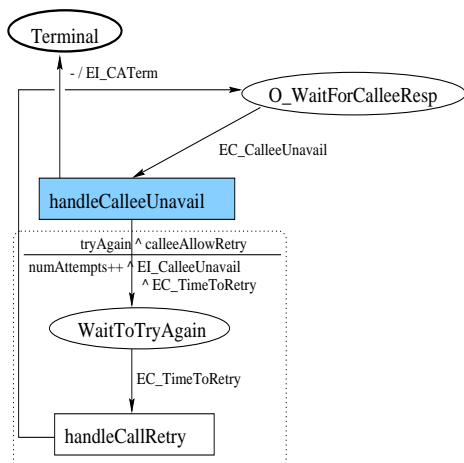 Terminal
- / EI_CATerm
O_WaitForCalleeResp
EC_CalleeUnavail
handleCalleeUnavail
tryAgain ^ calleeAllowRetry
numAttempts++ ^ EI_CalleeUnavail
^ EC_TimeToRetry
WaitToTryAgain
EC_TimeToRetry
handleCallRetry